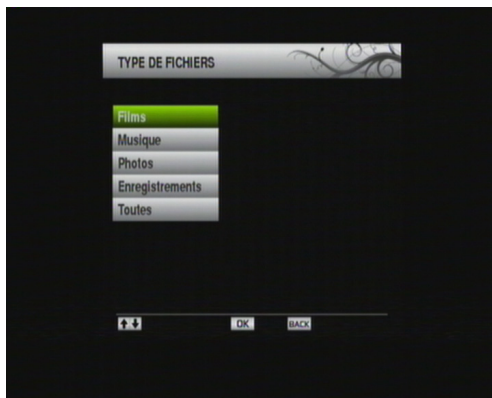 TYPE DE FICHIERS
Films
Musique
Photos
Enregistrements
Toutes
OK BACK